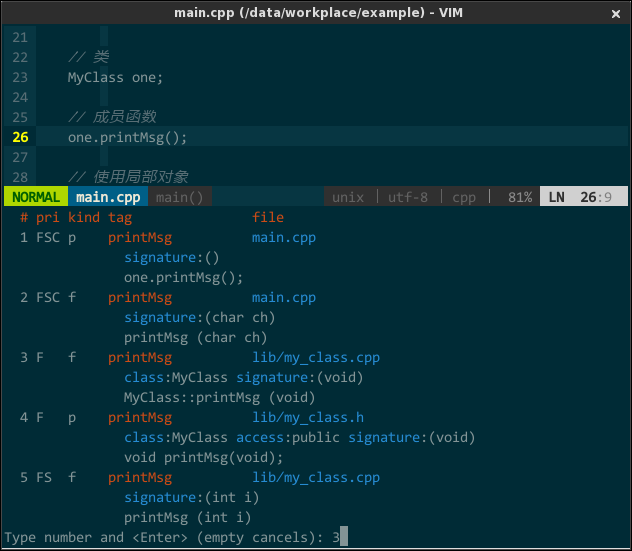 main.cpp (/data/workplace/example) - VIM
×
21
22 // 类
23 MyClass one;
24
25 // 成员函数
26 one.printMsg();
27
28 // 使用局部对象
NORMAL main.cpp main() unix | utf-8 | cpp | 81% LN 26:9
# pri kind tag file
1 FSC p printMsg main.cpp
signature:()
one.printMsg();
2 FSC f printMsg main.cpp
signature:(char ch)
printMsg (char ch)
3 F f printMsg lib/my_class.cpp
class:MyClass signature:(void)
MyClass::printMsg (void)
4 F p printMsg lib/my_class.h
class:MyClass access:public signature:(void)
void printMsg(void);
5 FS f printMsg lib/my_class.cpp
signature:(int i)
printMsg (int i)
Type number and <Enter> (empty cancels): 3